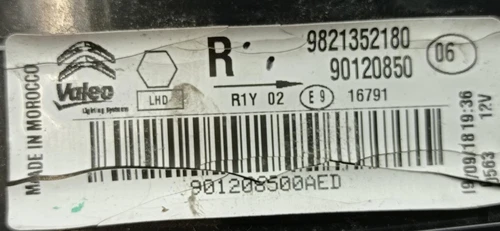 MADE IN MOROCCO
Valeo
Lighting Systems
LHD
R
R1Y 02
9821352180
90120850
06
E9
16791
901208500AED
19/09/18 19:36
0563 12V